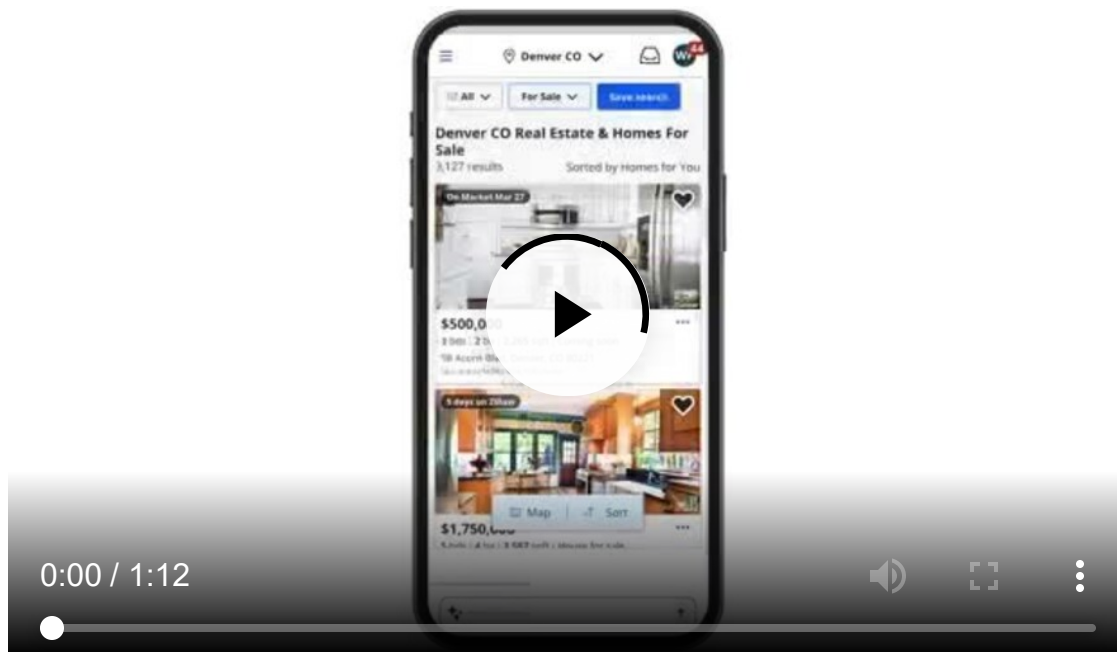 Denver CO
44
All
For Sale
Save search
Denver CO Real Estate & Homes For
Sale
3,127 results
Sorted by Homes for You
On Market Mar 27
$500,0
5 days on Zillow
Map
Sort
$1,750,
0:00 / 1:12